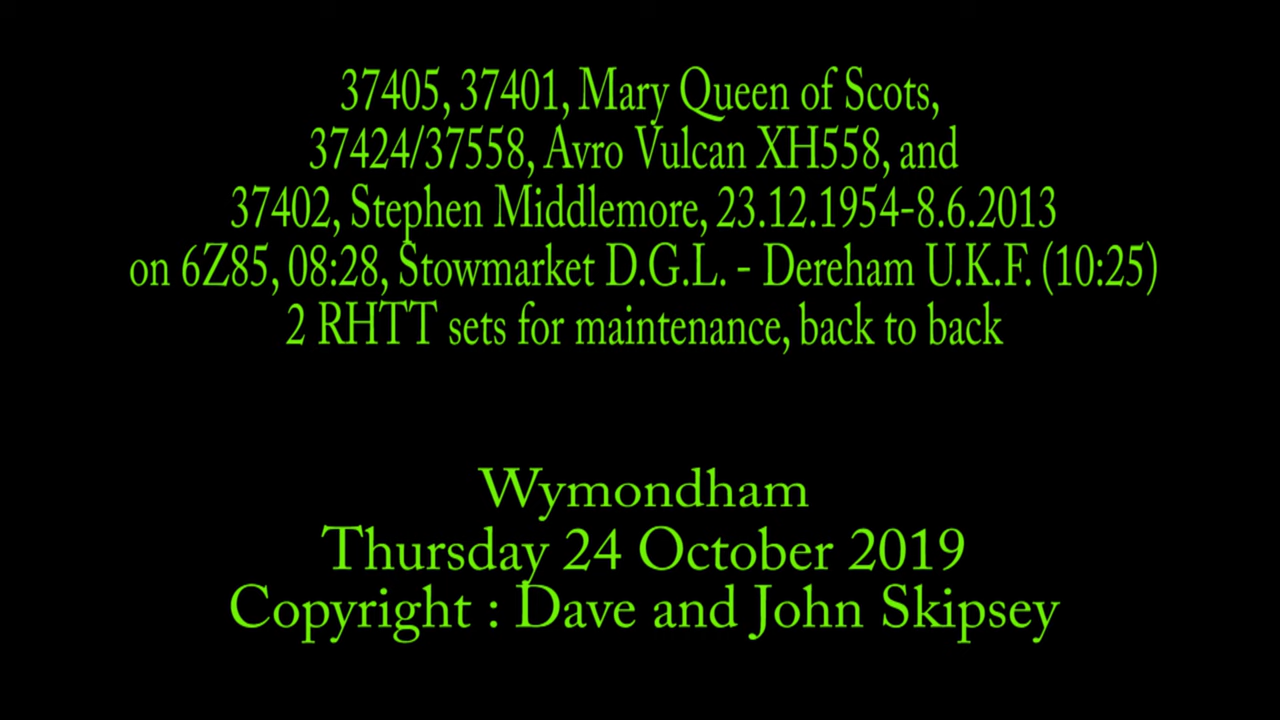 37405, 37401, Mary Queen of Scots,
37424/37558, Avro Vulcan XH558, and
37402, Stephen Middlemore, 23.12.1954-8.6.2013
on 6Z85, 08:28, Stowmarket D.G.L. - Dereham U.K.F. (10:25)
2 RHTT sets for maintenance, back to back
Wymondham
Thursday 24 October 2019
Copyright : Dave and John Skipsey